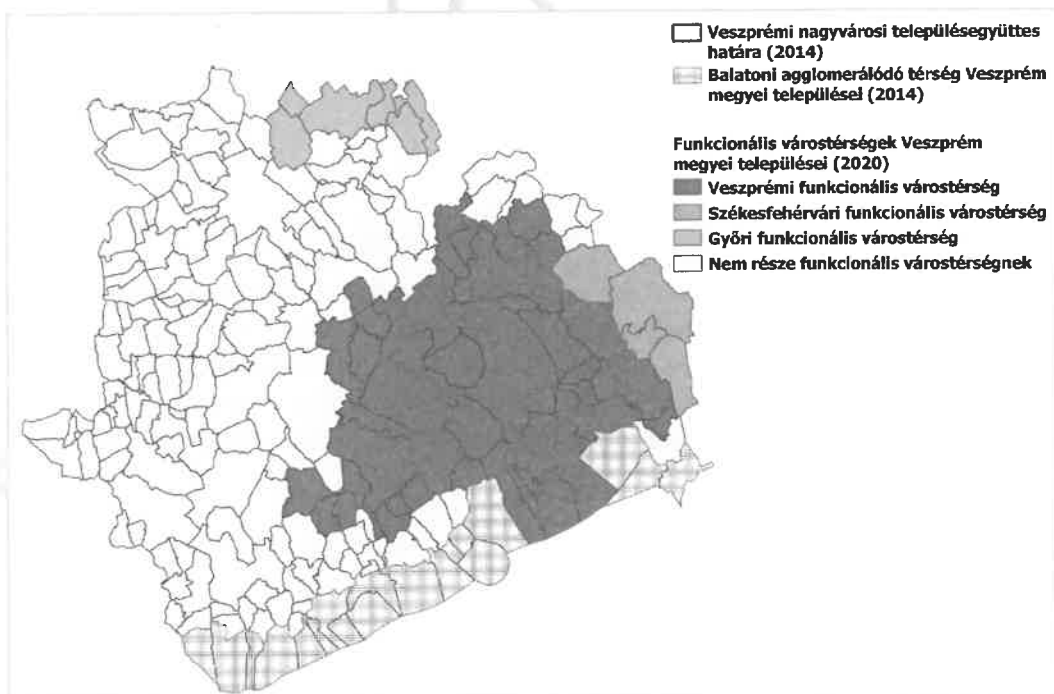 Veszprémi nagyvárosi településegyüttes
határa (2014)
Balatoni agglomerálódó térség Veszprém
megyei települései (2014)
Funkcionális várostérségek Veszprém
megyei települései (2020)
Veszprémi funkcionális várostérség
Székesfehérvári funkcionális várostérség
Győri funkcionális várostérség
Nem része funkcionális várostérségnek